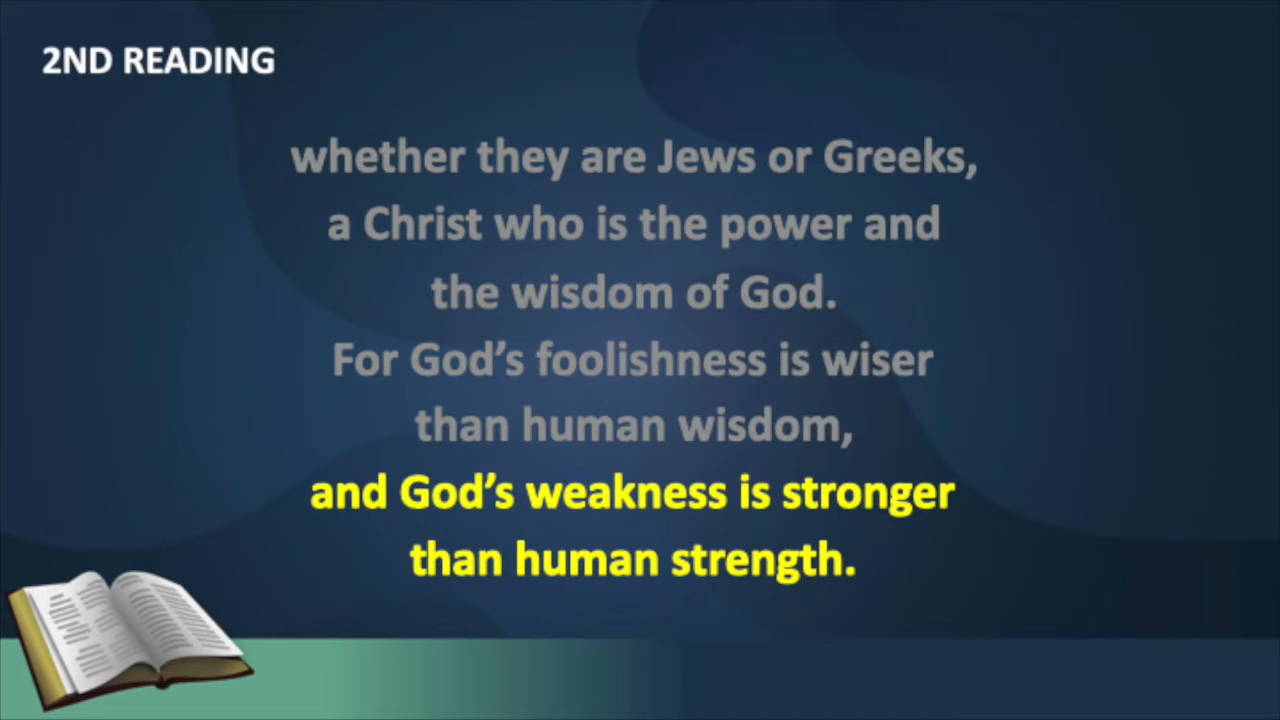 2ND READING
whether they are Jews or Greeks,
a Christ who is the power and
the wisdom of God.
For God’s foolishness is wiser
than human wisdom,
and God’s weakness is stronger
than human strength.